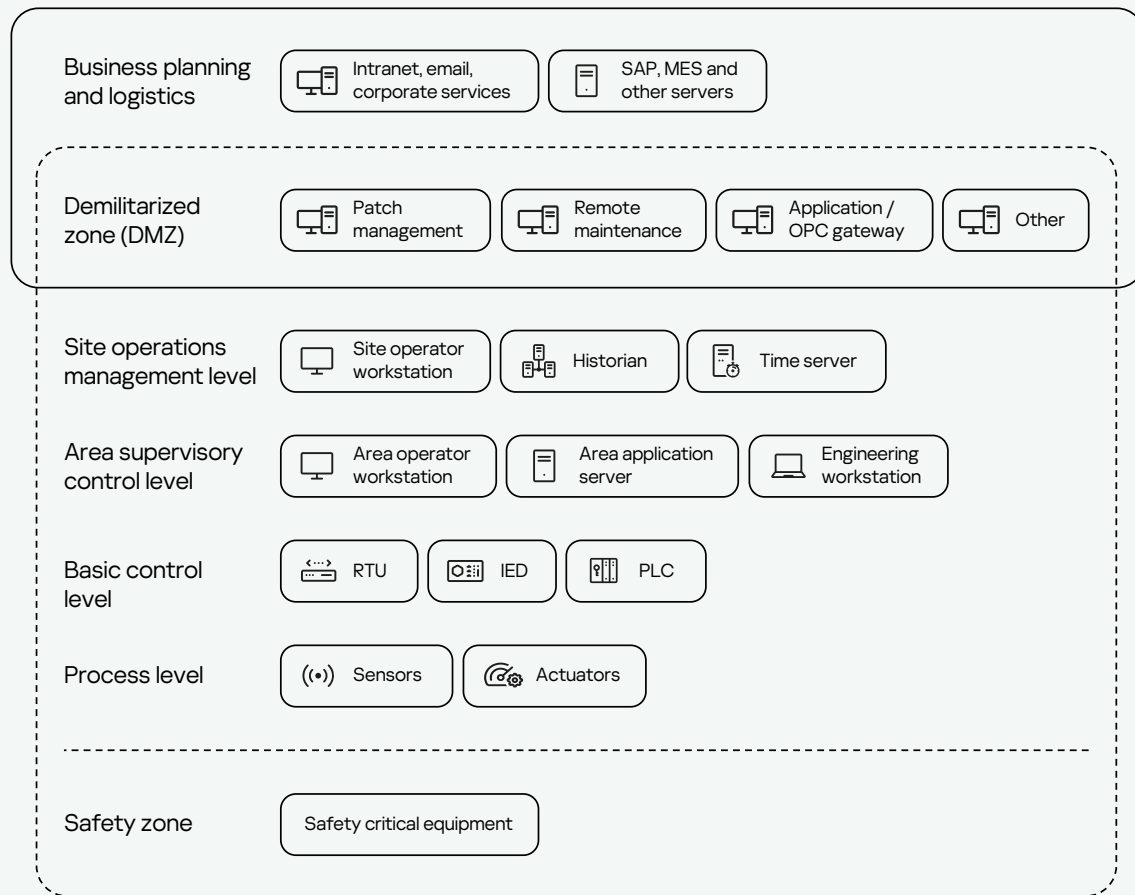 Business planning
and logistics
Intranet, email,
corporate services
SAP, MES and
other servers
Demilitarized
zone (DMZ)
Patch
management
Remote
maintenance
Application /
OPC gateway
Other
Site operations
management level
Site operator
workstation
Historian
Time server
Area supervisory
control level
Area operator
workstation
Area application
server
Engineering
workstation
Basic control
level
RTU
IED
PLC
Process level
Sensors
Actuators
Safety zone
Safety critical equipment